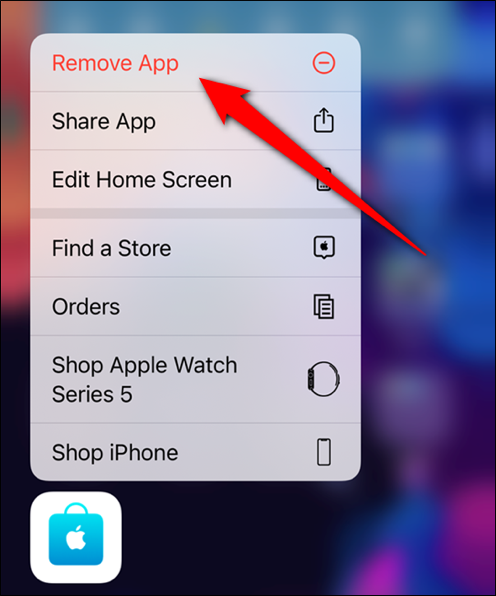 Remove App
Share App
Edit Home Screen
Find a Store
Orders
Shop Apple Watch
Series 5
Shop iPhone